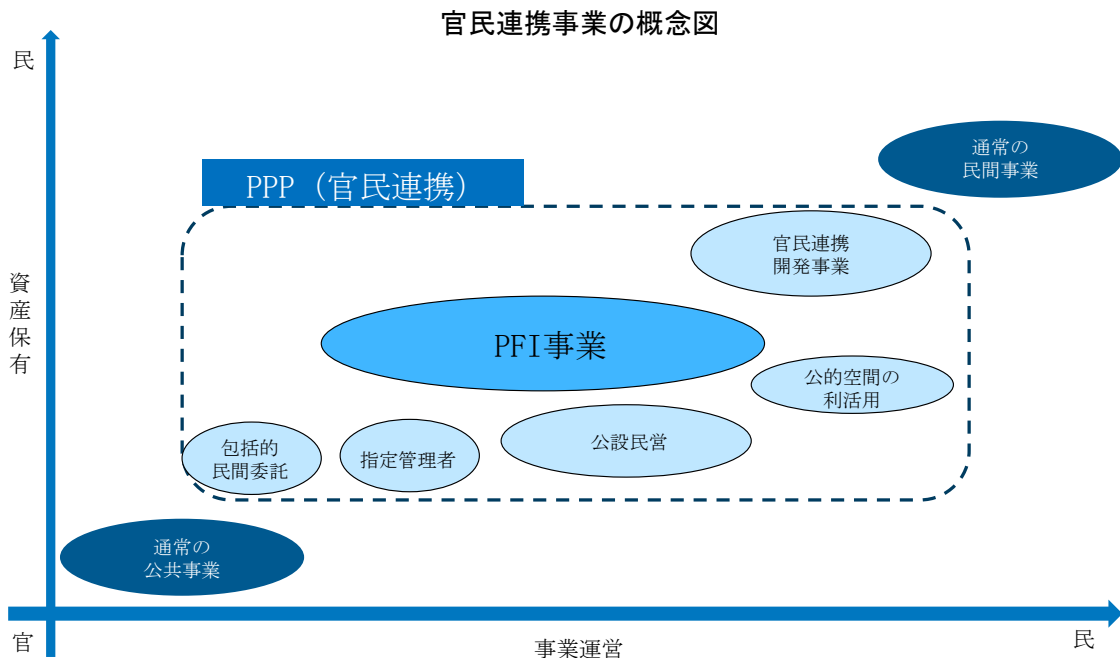 官民連携事業の概念図
民
通常の
民間事業
PPP（官民連携）
官民連携
開発事業
資産保有
PFI事業
公的空間の
利活用
公設民営
包括的
民間委託
指定管理者
通常の
公共事業
官
事業運営
民